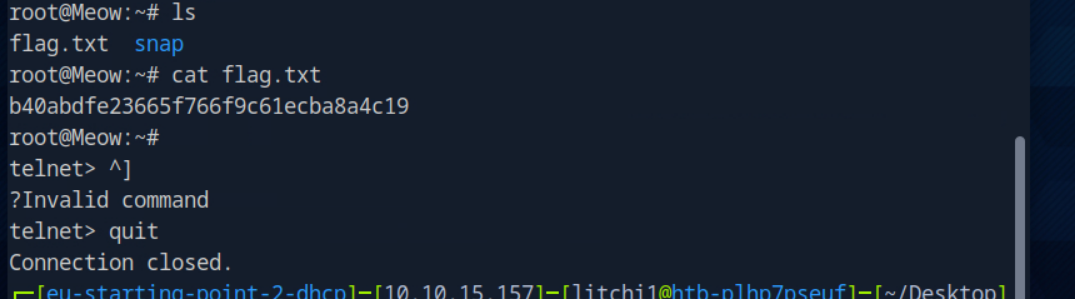 root@Meow:~# ls
flag.txt  snap
root@Meow:~# cat flag.txt
b40abdfe23665f766f9c61ecba8a4c19
root@Meow:~#
telnet> ^]
?Invalid command
telnet> quit
Connection closed.
┌─[eu-starting-point-2-dhcp]─[10.10.15.157]─[litchi1@htb-plhp7pseuf]─[~/Desktop]